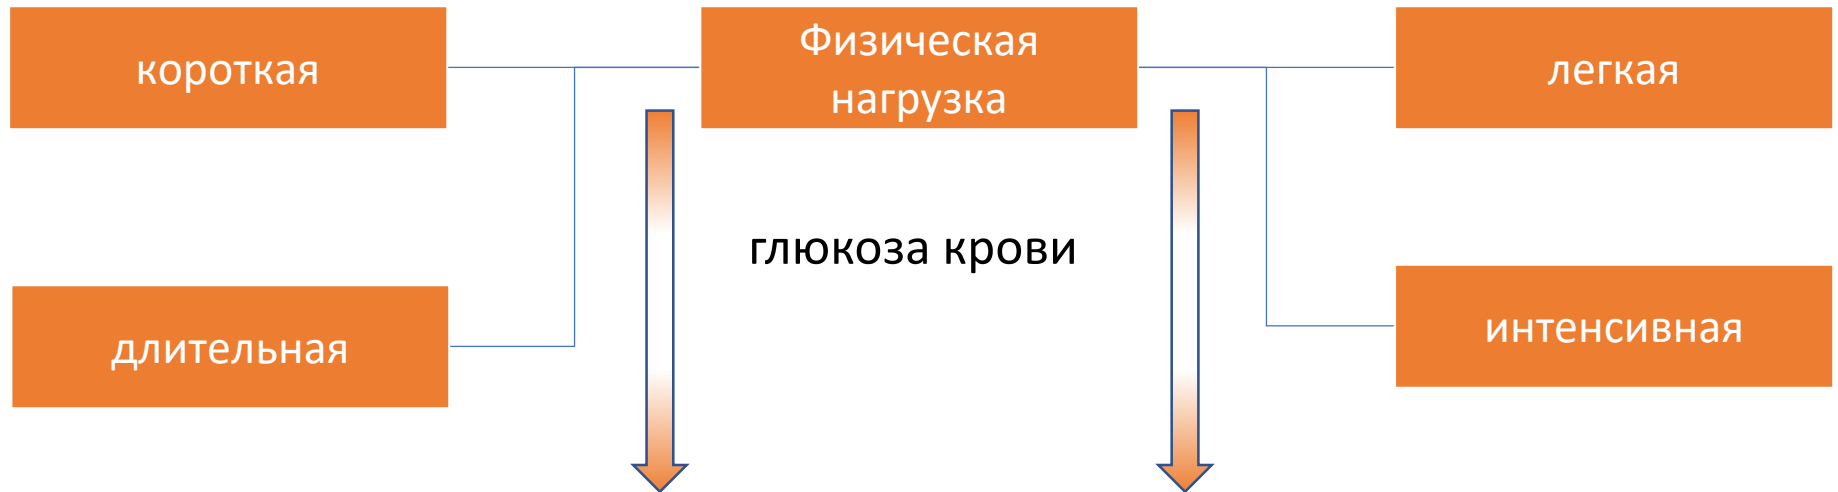 короткая
Физическая
нагрузка
легкая
глюкоза крови
длительная
интенсивная